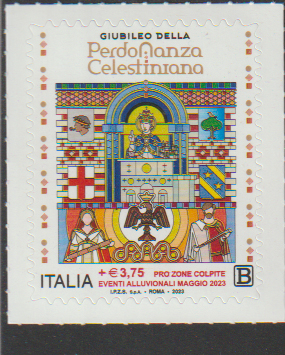 GIUBILEO DELLA
PerdoNanza
Celestiniana
ITALIA
+ €3,75 PRO ZONE COLPITE
EVENTI ALLUVIONALI MAGGIO 2023
B
I.P.Z.S. S.p.A. - ROMA - 2023